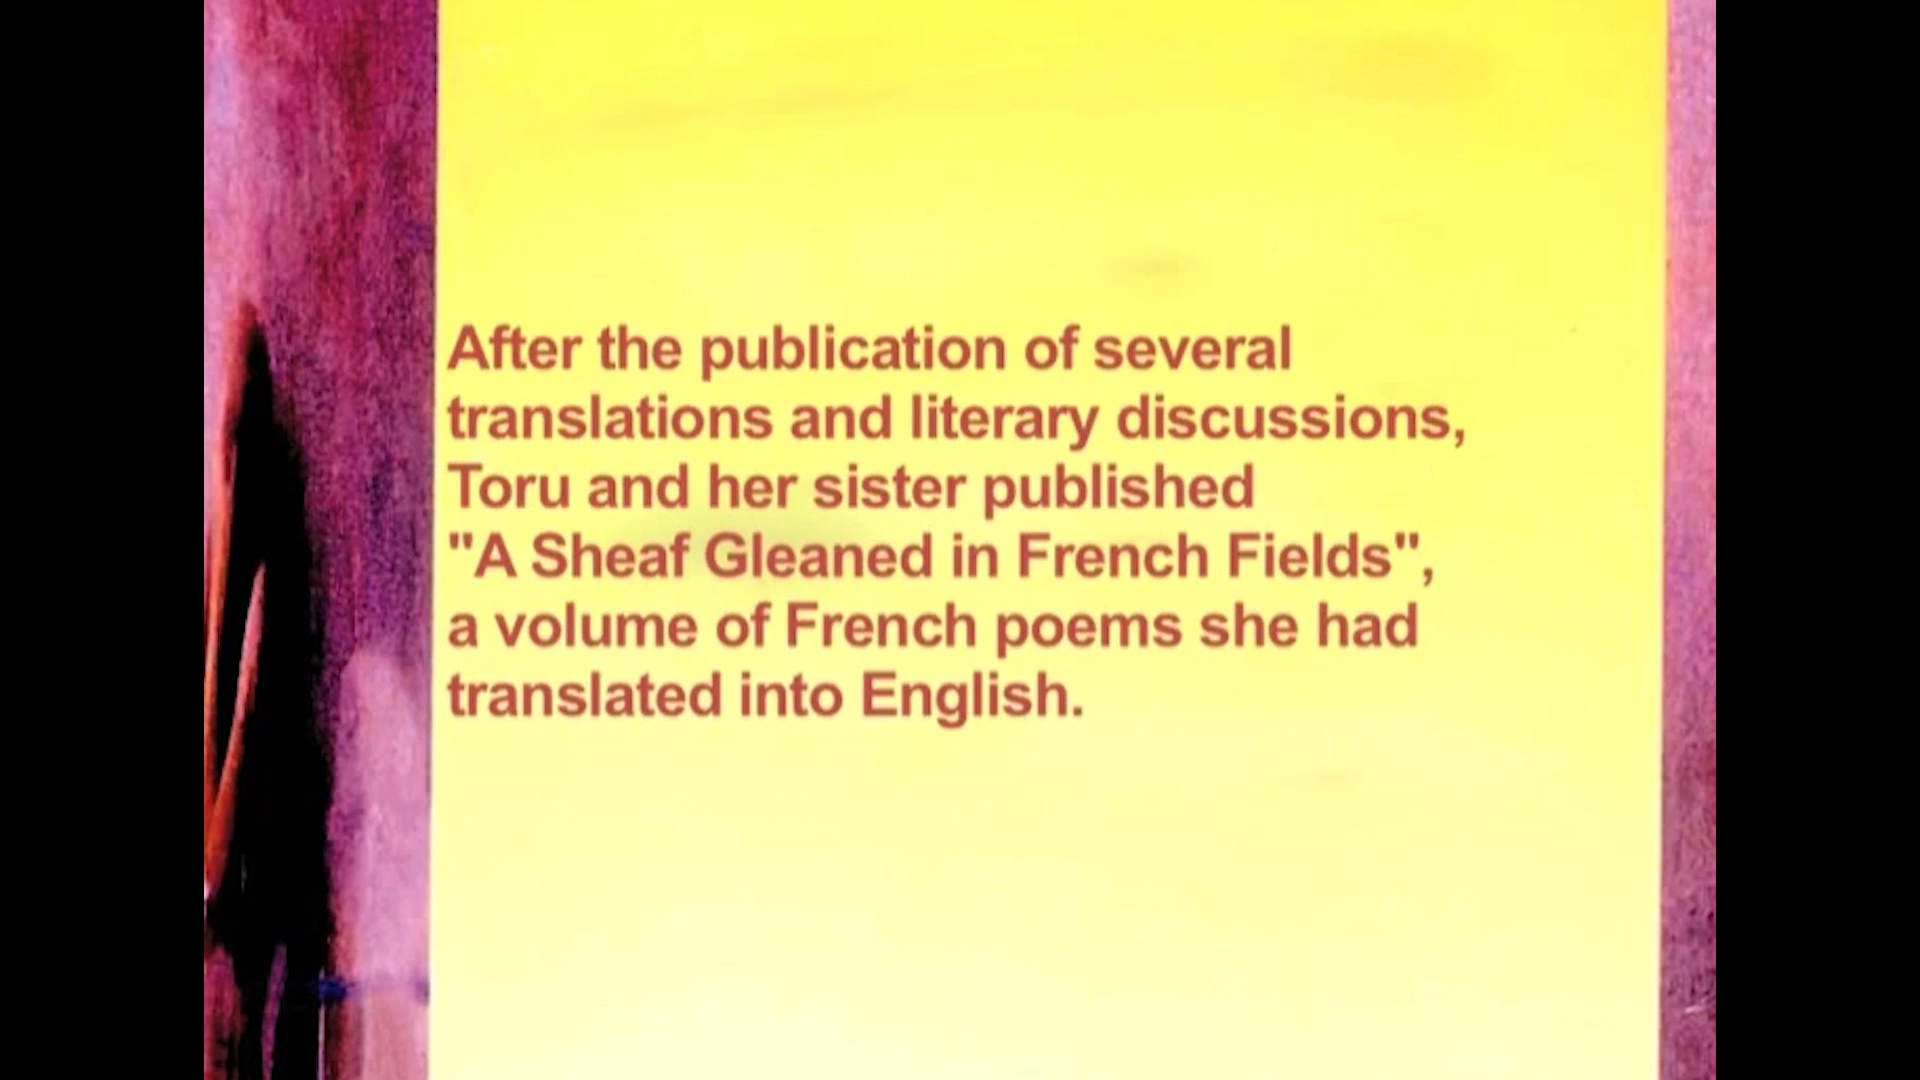 After the publication of several
translations and literary discussions,
Toru and her sister published
"A Sheaf Gleaned in French Fields",
a volume of French poems she had
translated into English.